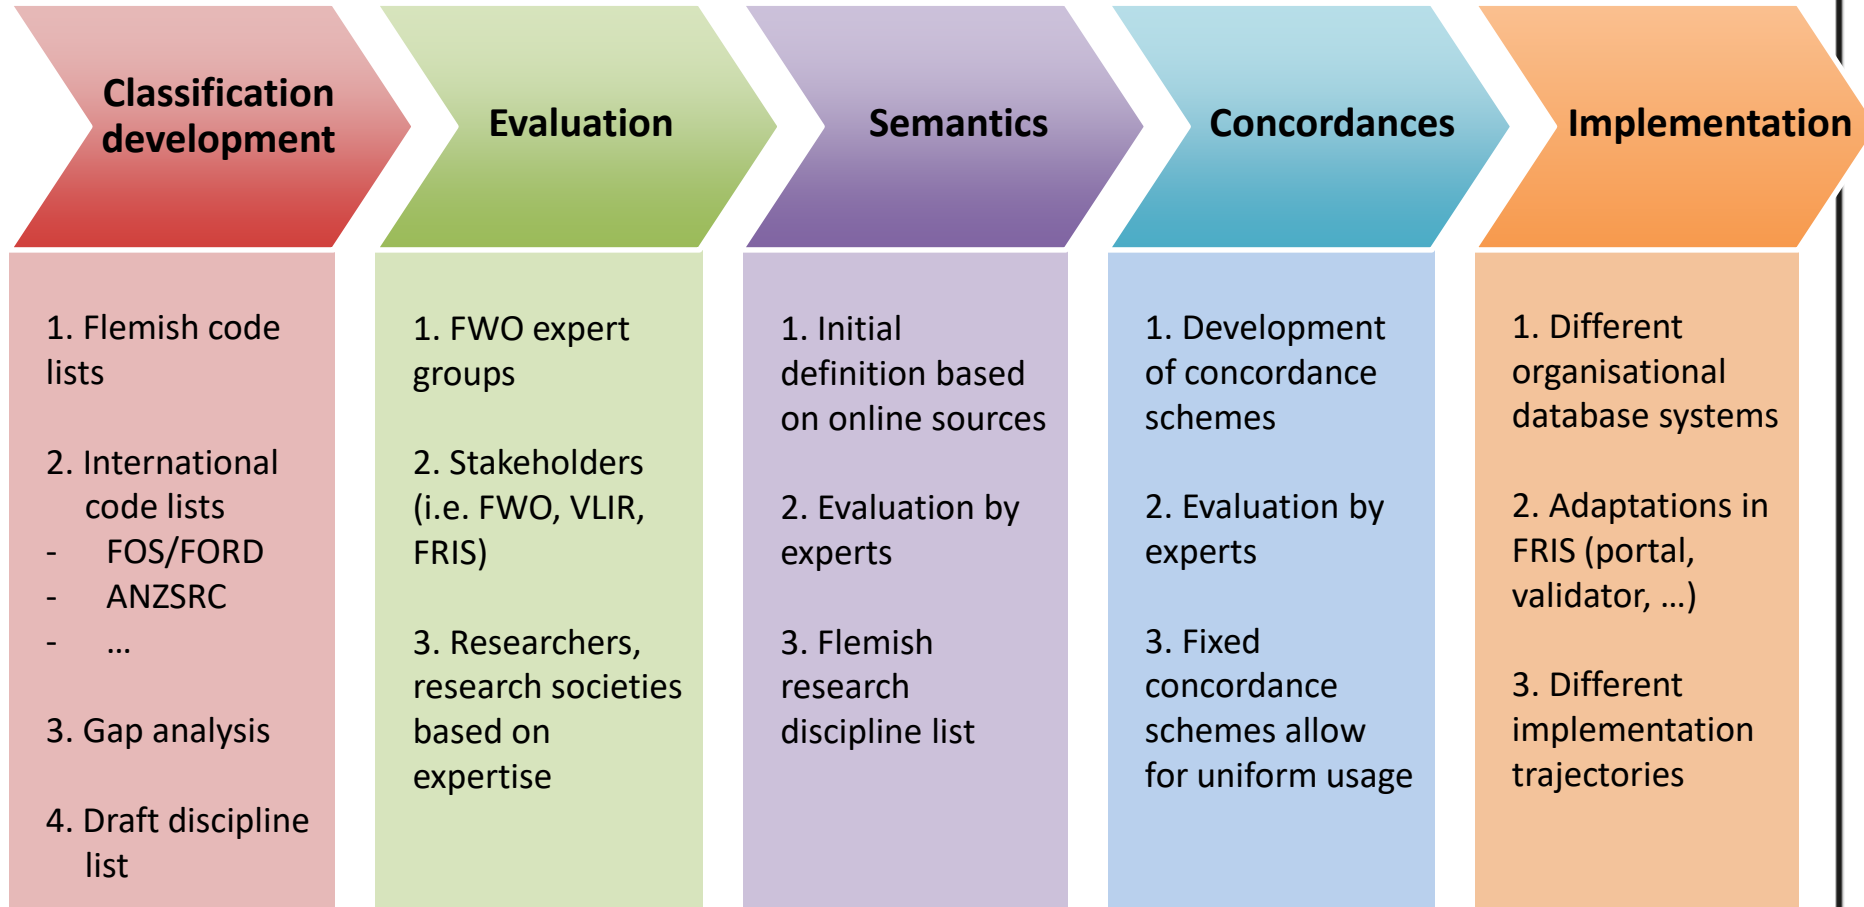 Classification
development
Evaluation
Semantics
Concordances
Implementation
1. Flemish code
lists
2. International
code lists
- FOS/FORD
- ANZSRC
- ...
3. Gap analysis
4. Draft discipline
list
1. FWO expert
groups
2. Stakeholders
(i.e. FWO, VLIR,
FRIS)
3. Researchers,
research societies
based on
expertise
1. Initial
definition based
on online sources
2. Evaluation by
experts
3. Flemish
research
discipline list
1. Development
of concordance
schemes
2. Evaluation by
experts
3. Fixed
concordance
schemes allow
for uniform usage
1. Different
organisational
database systems
2. Adaptations in
FRIS (portal,
validator, ...)
3. Different
implementation
trajectories